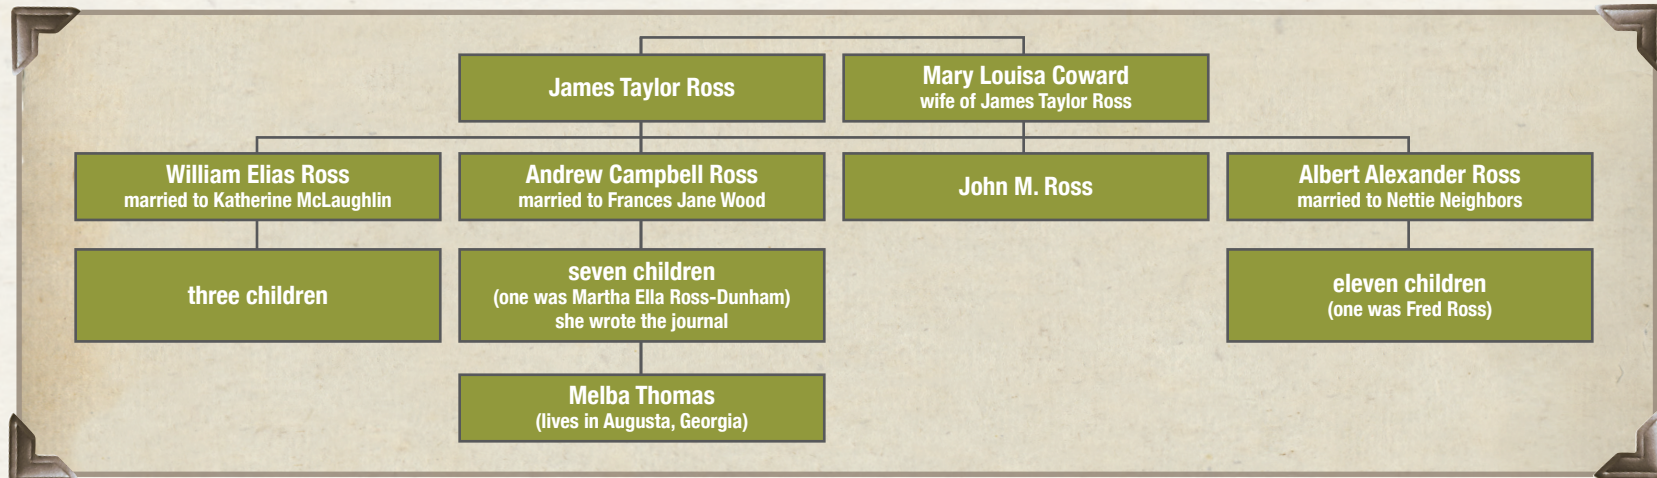 James Taylor Ross
Mary Louisa Coward
wife of James Taylor Ross
William Elias Ross
married to Katherine McLaughlin
Andrew Campbell Ross
married to Frances Jane Wood
John M. Ross
Albert Alexander Ross
married to Nettie Neighbors
three children
seven children
(one was Martha Ella Ross-Dunham)
she wrote the journal
eleven children
(one was Fred Ross)
Melba Thomas
(lives in Augusta, Georgia)